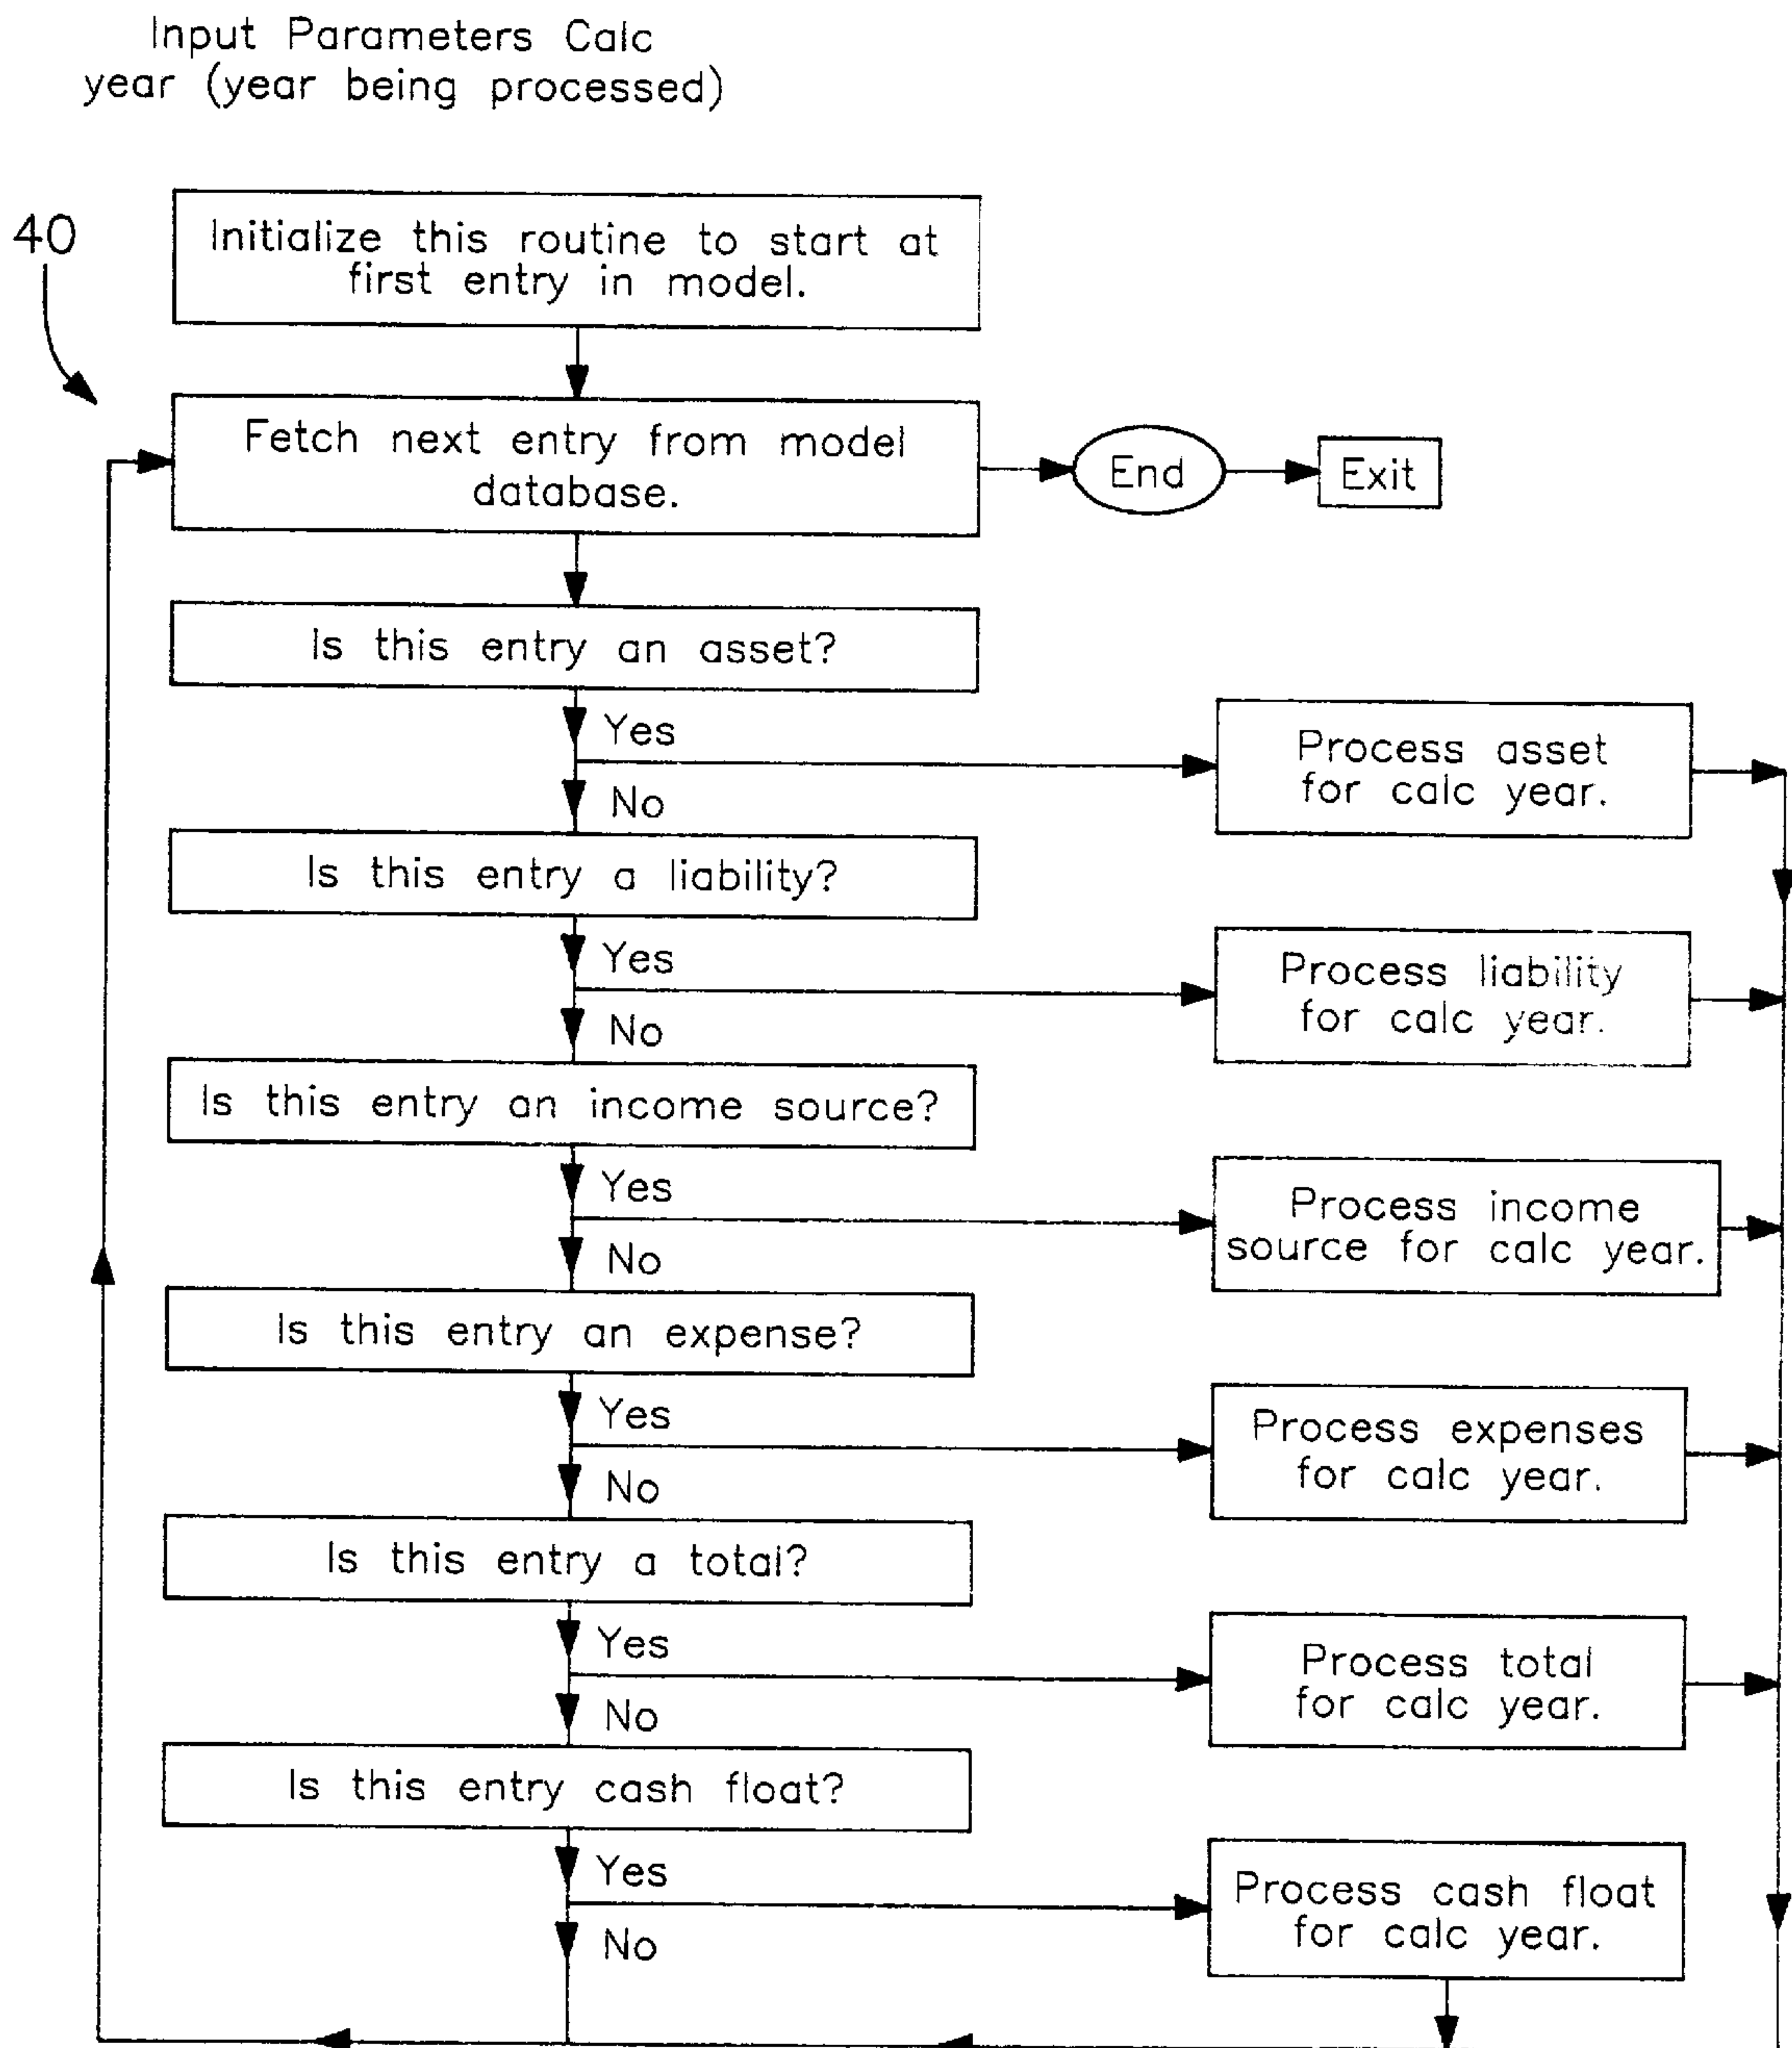 Input Parameters Calc
year (year being processed)
40
Initialize this routine to start at
first entry in model.
Fetch next entry from model
database.
End
Exit
Is this entry an asset?
Yes
Process asset
for calc year.
No
Is this entry a liability?
Yes
Process liability
for calc year.
No
Is this entry an income source?
Yes
Process income
source for calc year.
No
Is this entry an expense?
Yes
Process expenses
for calc year.
No
Is this entry a total?
Yes
Process total
for calc year.
No
Is this entry cash float?
Yes
Process cash float
for calc year.
No